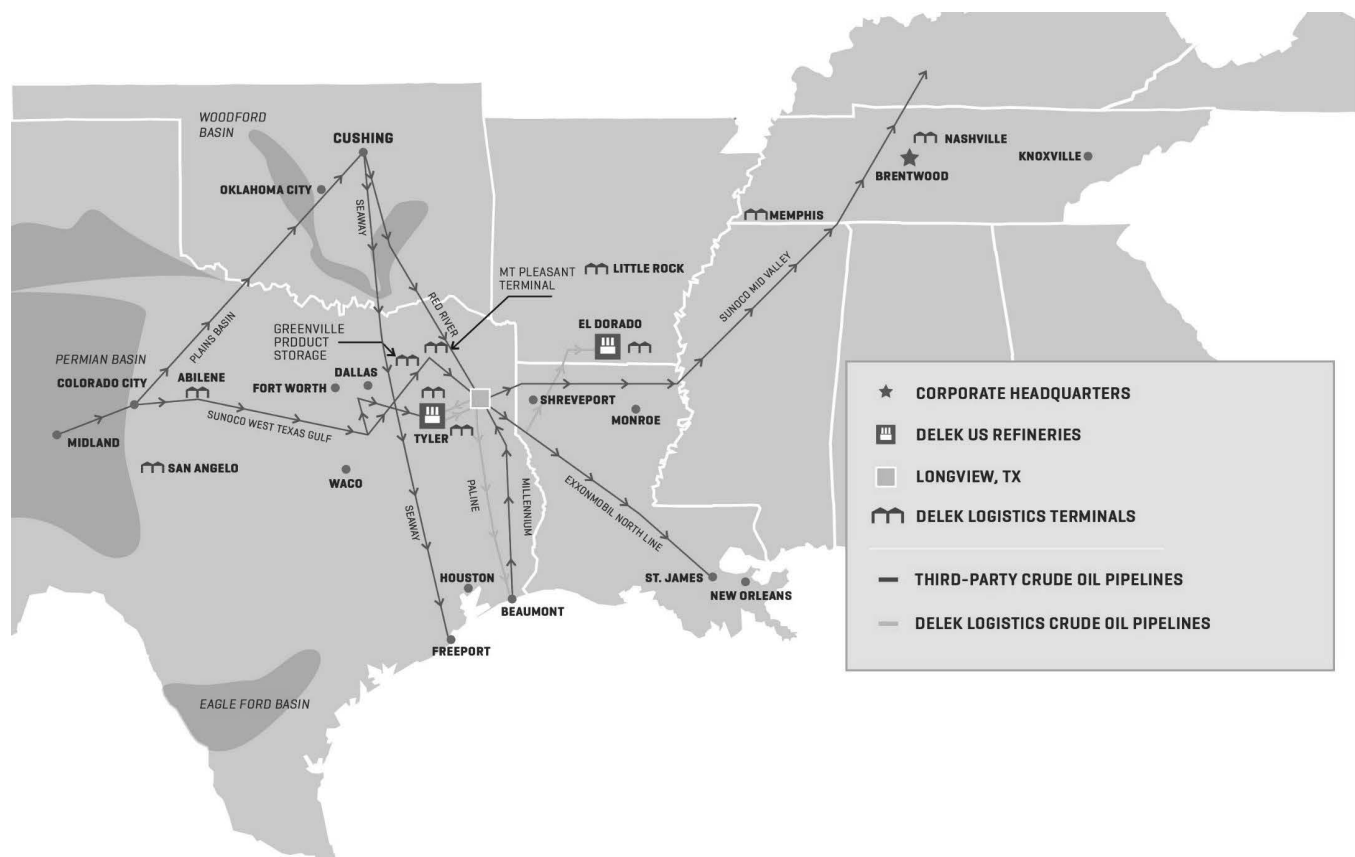 WOODFORD
BASIN
CUSHING
OKLAHOMA CITY
SEAWAY
NASHVILLE
BRENTWOOD
KNOXVILLE
MEMPHIS
MT PLEASANT
TERMINAL
LITTLE ROCK
SUNOCO MID VALLEY
PLAINS BASIN
RED RIVER
GREENVILLE
PRODUCT
STORAGE
EL DORADO
PERMIAN BASIN
COLORADO CITY
ABILENE
FORT WORTH
DALLAS
SHREVEPORT
MONROE
SUNOCO WEST TEXAS GULF
TYLER
MIDLAND
SAN ANGELO
WACO
SEAWAY
PALINE
MILLENNIUM
EXXONMOBIL NORTH LINE
HOUSTON
BEAUMONT
ST. JAMES
NEW ORLEANS
FREEPORT
EAGLE FORD BASIN
CORPORATE HEADQUARTERS
DELEK US REFINERIES
LONGVIEW, TX
DELEK LOGISTICS TERMINALS
THIRD-PARTY CRUDE OIL PIPELINES
DELEK LOGISTICS CRUDE OIL PIPELINES